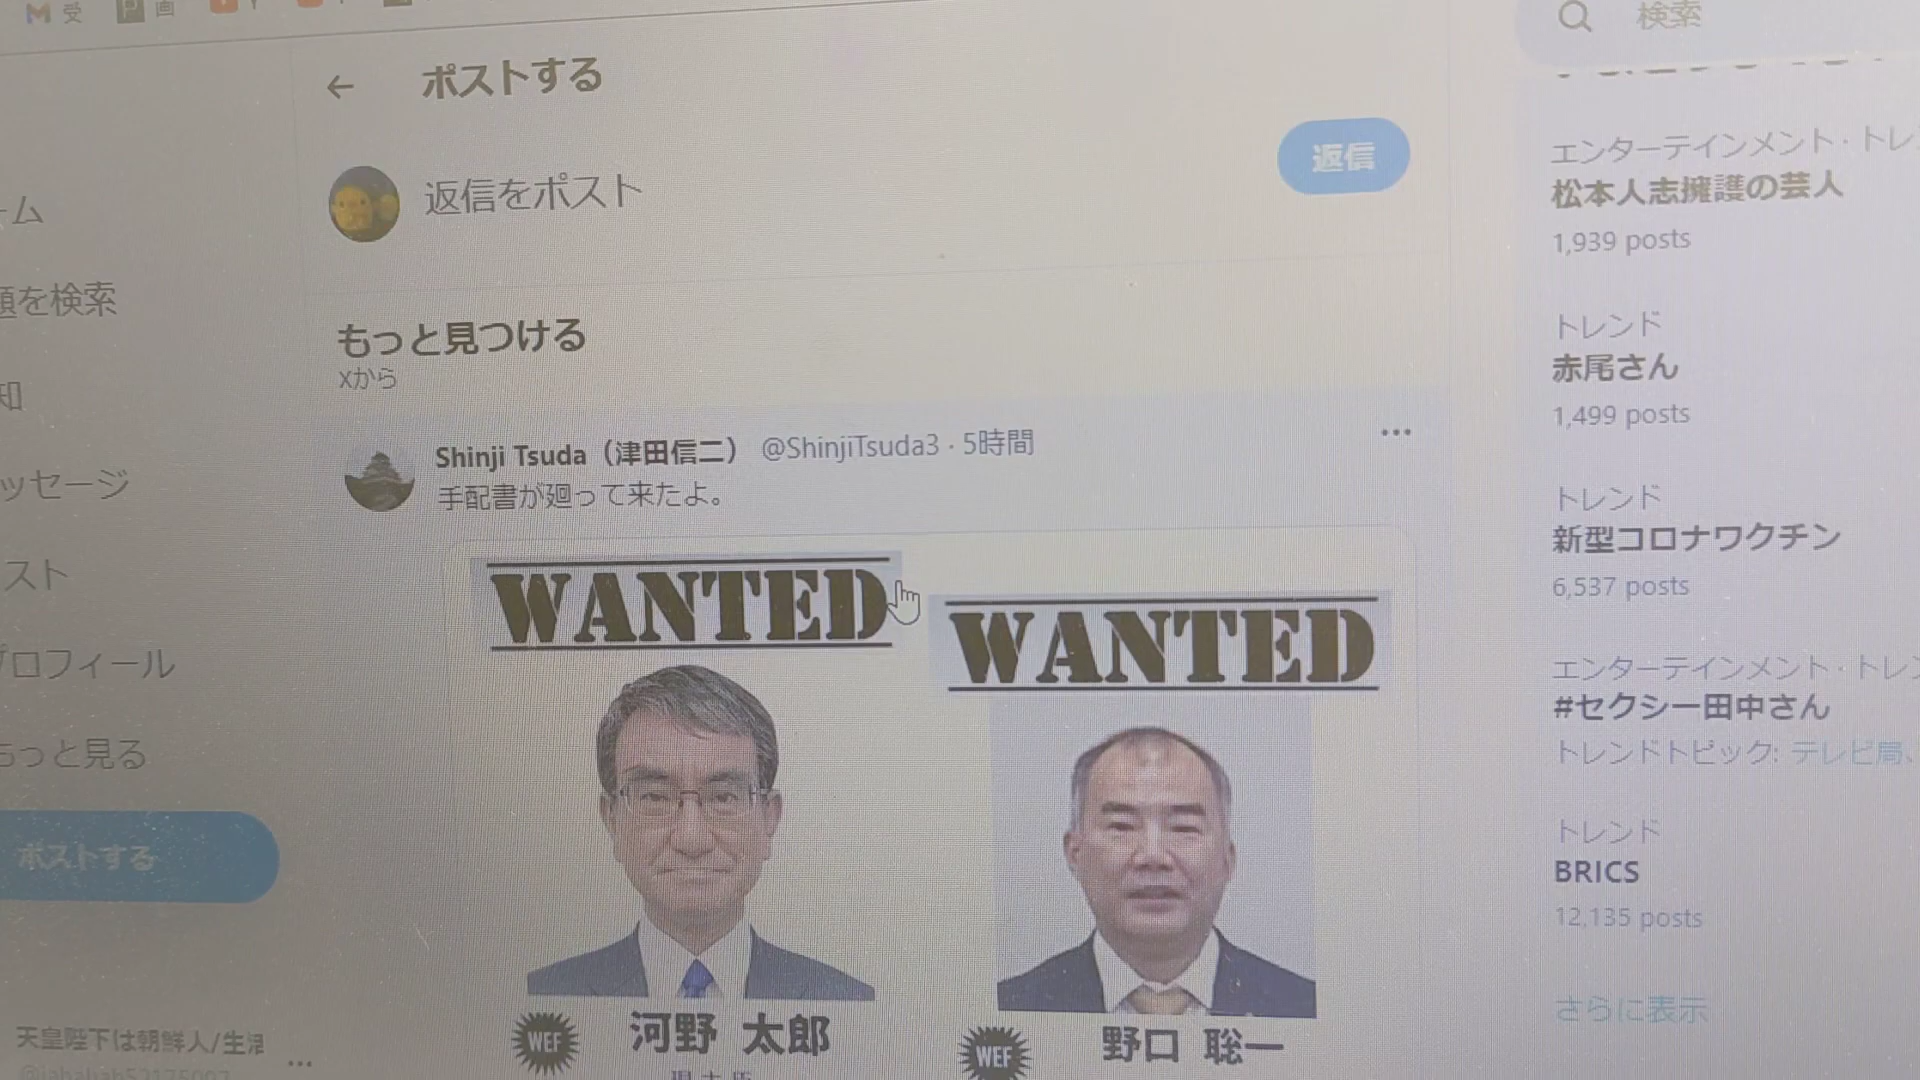 受
画
ポストする
返信をポスト
返信
もっと見つける
Xから
Shinji Tsuda（津田信二） @ShinjiTsuda3 · 5時間
手配書が廻って来たよ。
WANTED
WANTED
WEF
河野 太郎
WEF
野口 聡一
ーム
題を検索
知
ッセージ
スト
プロフィール
もっと見る
ポストする
天皇陛下は朝鮮人/生活
検索
エンターテインメント · トレン
松本人志擁護の芸人
1,939 posts
トレンド
赤尾さん
1,499 posts
トレンド
新型コロナワクチン
6,537 posts
エンターテインメント · トレン
#セクシー田中さん
トレンドトピック: テレビ局、
トレンド
BRICS
12,135 posts
さらに表示